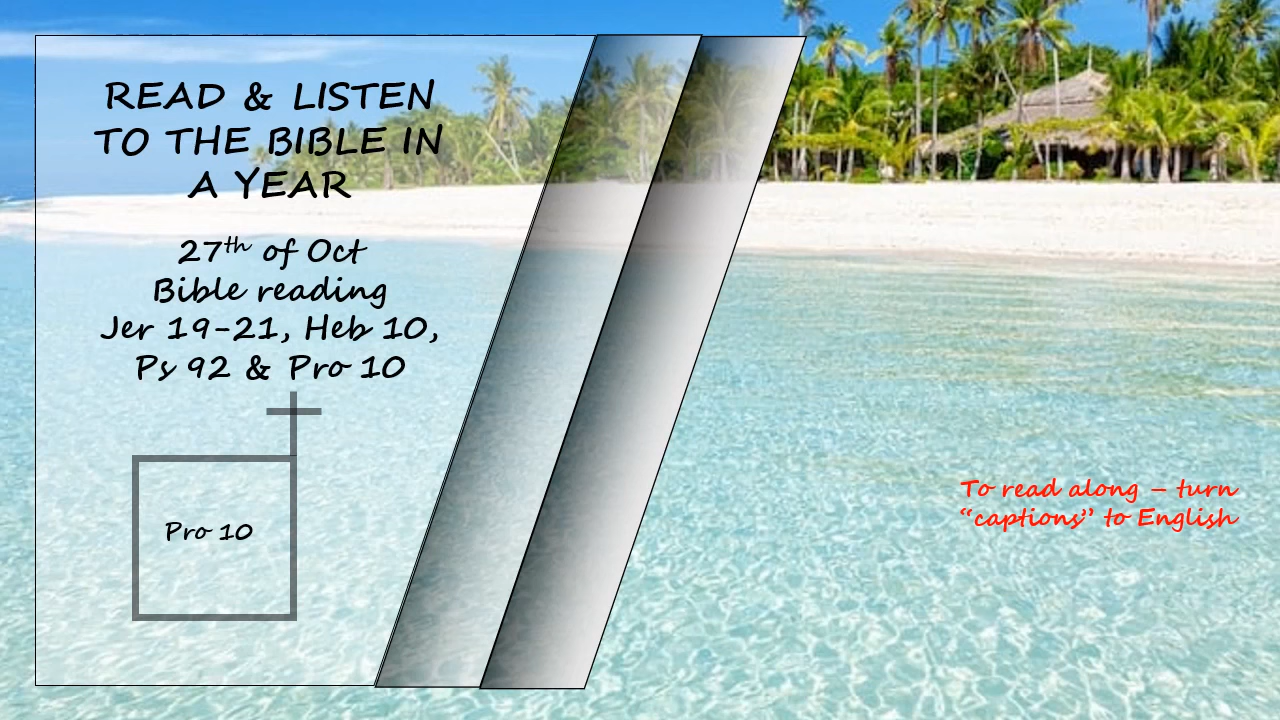 READ & LISTEN
TO THE BIBLE IN
A YEAR
27th of Oct
Bible reading
Jer 19-21, Heb 10,
Ps 92 & Pro 10
Pro 10
To read along – turn
“captions” to English